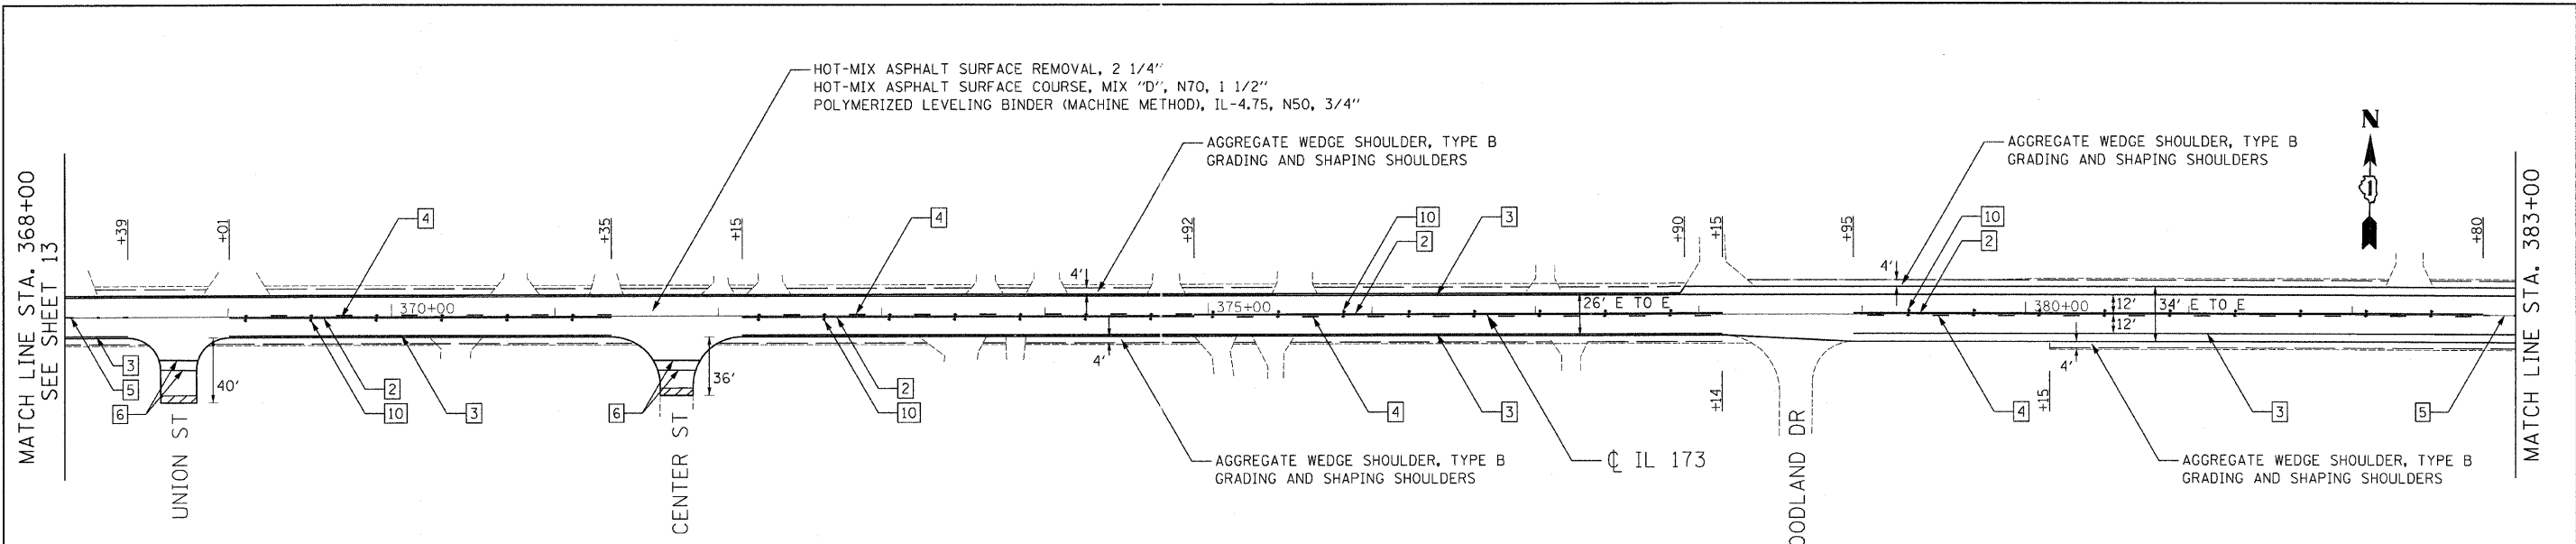 HOT-MIX ASPHALT SURFACE REMOVAL, 2 1/4"
HOT-MIX ASPHALT SURFACE COURSE, MIX "D", N70, 1 1/2"
POLYMERIZED LEVELING BINDER (MACHINE METHOD), IL-4.75, N50, 3/4"
AGGREGATE WEDGE SHOULDER, TYPE B
GRADING AND SHAPING SHOULDERS
AGGREGATE WEDGE SHOULDER, TYPE B
GRADING AND SHAPING SHOULDERS
N
1
MATCH LINE STA. 368+00
SEE SHEET 13
MATCH LINE STA. 383+00
+39
+01
4
+35
+15
4
+92
10
2
3
+90
+15
+95
10
2
+80
4'
4'
370+00
375+00
26' E TO E
380+00
12'
34' E TO E
12'
3
5
6
40'
2
10
3
6
36'
2
10
4'
4
3
+14
4
+15
4'
3
5
UNION ST
CENTER ST
OODLAND DR
AGGREGATE WEDGE SHOULDER, TYPE B
GRADING AND SHAPING SHOULDERS
℄ IL 173
AGGREGATE WEDGE SHOULDER, TYPE B
GRADING AND SHAPING SHOULDERS